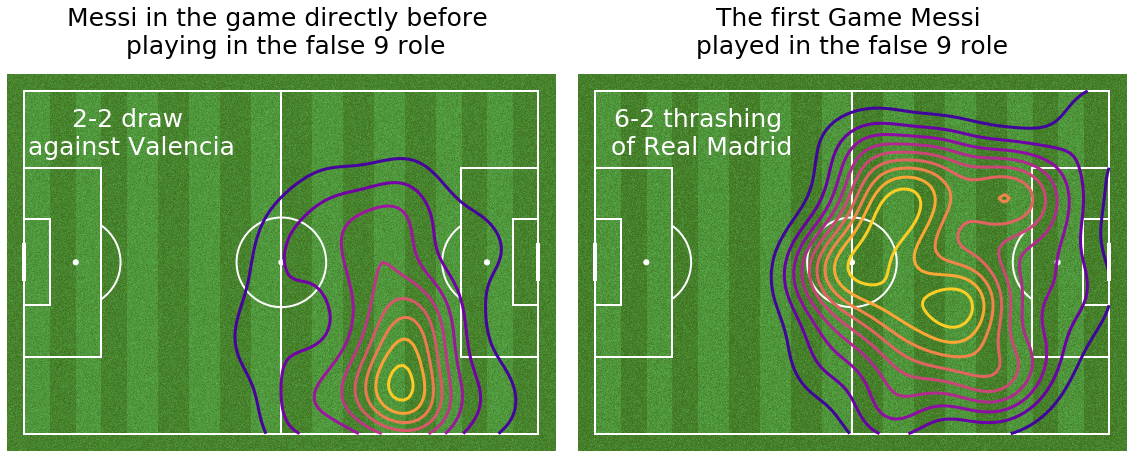 Messi in the game directly before
playing in the false 9 role
2-2 draw
against Valencia
The first Game Messi
played in the false 9 role
6-2 thrashing
of Real Madrid